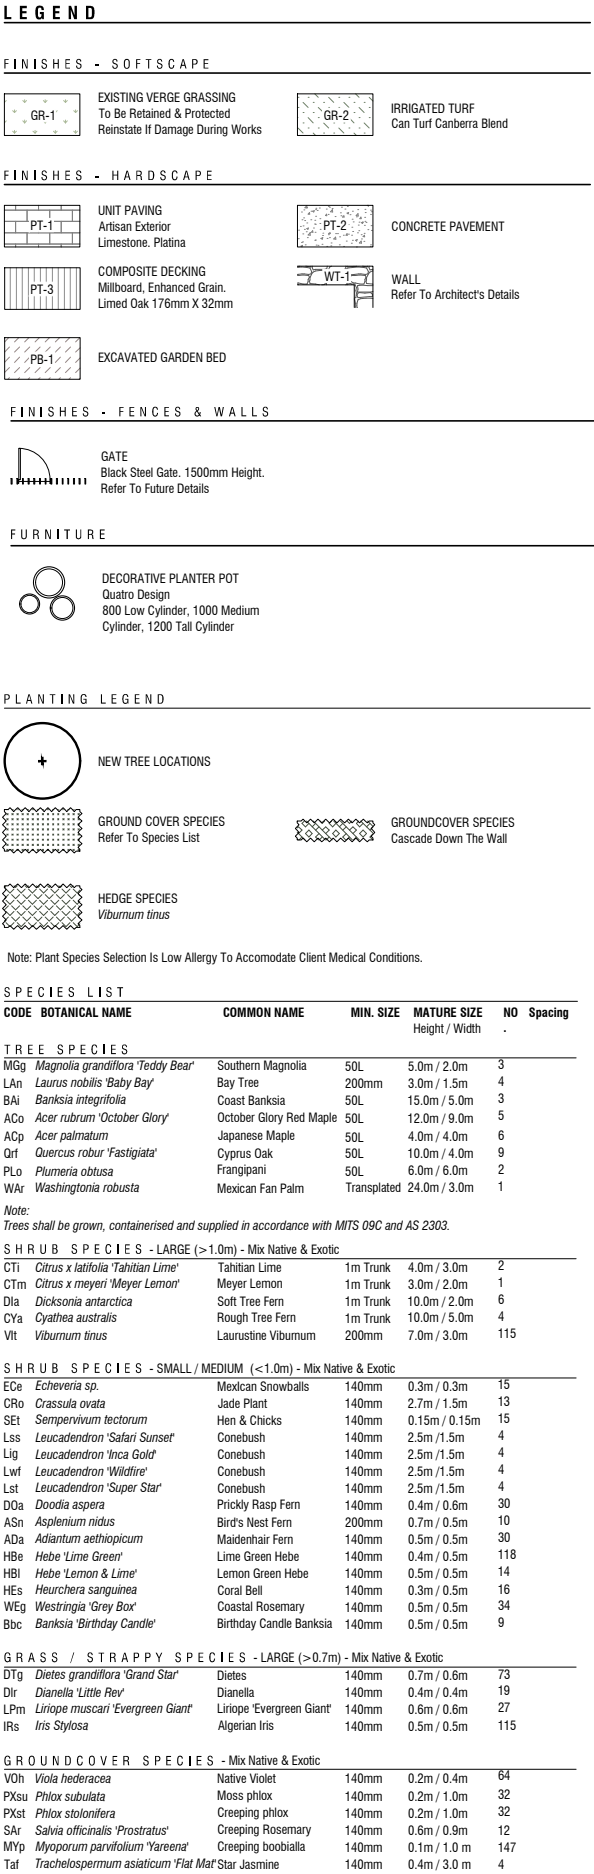 LEGEND
FINISHES - SOFTSCAPE
GR-1
EXISTING VERGE GRASSING
To Be Retained & Protected
Reinstate If Damage During Works
GR-2
IRRIGATED TURF
Can Turf Canberra Blend
FINISHES - HARDSCAPE
PT-1
UNIT PAVING
Artisan Exterior
Limestone. Platina
PT-2
CONCRETE PAVEMENT
PT-3
COMPOSITE DECKING
Millboard, Enhanced Grain.
Limed Oak 176mm X 32mm
WT-1
WALL
Refer To Architect's Details
PB-1
EXCAVATED GARDEN BED
FINISHES - FENCES & WALLS
GATE
Black Steel Gate. 1500mm Height.
Refer To Future Details
FURNITURE
DECORATIVE PLANTER POT
Quatro Design
800 Low Cylinder, 1000 Medium
Cylinder, 1200 Tall Cylinder
PLANTING LEGEND
NEW TREE LOCATIONS
GROUND COVER SPECIES
Refer To Species List
GROUNDCOVER SPECIES
Cascade Down The Wall
HEDGE SPECIES
Viburnum tinus
Note: Plant Species Selection Is Low Allergy To Accomodate Client Medical Conditions.
SPECIES LIST
CODE BOTANICAL NAME COMMON NAME MIN. SIZE MATURE SIZE NO Spacing
Height / Width .
TREE SPECIES
MGg Magnolia grandiflora 'Teddy Bear' Southern Magnolia 50L 5.0m / 2.0m 3
LAn Laurus nobilis 'Baby Bay' Bay Tree 200mm 3.0m / 1.5m 4
BAi Banksia integrifolia Coast Banksia 50L 15.0m / 5.0m 3
ACo Acer rubrum 'October Glory' October Glory Red Maple 50L 12.0m / 9.0m 5
ACp Acer palmatum Japanese Maple 50L 4.0m / 4.0m 6
Qrf Quercus robur 'Fastigiata' Cyprus Oak 50L 10.0m / 4.0m 9
PLo Plumeria obtusa Frangipani 50L 6.0m / 6.0m 2
WAr Washingtonia robusta Mexican Fan Palm Transplated 24.0m / 3.0m 1
Note:
Trees shall be grown, containerised and supplied in accordance with MITS 09C and AS 2303.
SHRUB SPECIES - LARGE (>1.0m) - Mix Native & Exotic
CTi Citrus x latifolia 'Tahitian Lime' Tahitian Lime 1m Trunk 4.0m / 3.0m 2
CTm Citrus x meyeri 'Meyer Lemon' Meyer Lemon 1m Trunk 3.0m / 2.0m 1
DIa Dicksonia antarctica Soft Tree Fern 1m Trunk 10.0m / 2.0m 6
CYa Cyathea australis Rough Tree Fern 1m Trunk 10.0m / 5.0m 4
VIt Viburnum tinus Laurustine Viburnum 200mm 7.0m / 3.0m 115
SHRUB SPECIES - SMALL / MEDIUM (<1.0m) - Mix Native & Exotic
ECe Echeveria sp. Mexican Snowballs 140mm 0.3m / 0.3m 15
CRo Crassula ovata Jade Plant 140mm 2.7m / 1.5m 13
SEt Sempervivum tectorum Hen & Chicks 140mm 0.15m / 0.15m 15
Lss Leucadendron 'Safari Sunset' Conebush 140mm 2.5m /1.5m 4
Lig Leucadendron 'Inca Gold' Conebush 140mm 2.5m /1.5m 4
Lwf Leucadendron 'Wildfire' Conebush 140mm 2.5m /1.5m 4
Lst Leucadendron 'Super Star' Conebush 140mm 2.5m/1.5m 4
DOa Doodia aspera Prickly Rasp Fern 140mm 0.4m / 0.6m 30
ASn Asplenium nidus Bird's Nest Fern 200mm 0.7m / 0.5m 10
ADa Adiantum aethiopicum Maidenhair Fern 140mm 0.5m / 0.5m 30
HBe Hebe 'Lime Green' Lime Green Hebe 140mm 0.4m / 0.5m 118
HBl Hebe 'Lemon & Lime' Lemon Green Hebe 140mm 0.5m / 0.5m 14
HEs Heurchera sanguinea Coral Bell 140mm 0.3m / 0.5m 16
WEg Westringia 'Grey Box' Coastal Rosemary 140mm 0.5m / 0.5m 34
Bbc Banksia 'Birthday Candle' Birthday Candle Banksia 140mm 0.5m / 0.5m 9
GRASS / STRAPPY SPECIES - LARGE (>0.7m) - Mix Native & Exotic
DTg Dietes grandiflora 'Grand Star' Dietes 140mm 0.7m / 0.6m 73
DIr Dianella 'Little Rev' Dianella 140mm 0.4m / 0.4m 19
LPm Liriope muscari 'Evergreen Giant' Liriope 'Evergreen Giant' 140mm 0.6m / 0.6m 27
IRs Iris Stylosa Algerian Iris 140mm 0.5m / 0.5m 115
GROUNDCOVER SPECIES - Mix Native & Exotic
VOh Viola hederacea Native Violet 140mm 0.2m / 0.4m 64
PXsu Phlox subulata Moss phlox 140mm 0.2m / 1.0m 32
PXst Phlox stolonifera Creeping phlox 140mm 0.2m / 1.0m 32
SAr Salvia officinalis 'Prostratus' Creeping Rosemary 140mm 0.6m / 0.9m 12
MYp Myoporum parvifolium 'Yareena' Creeping boobialla 140mm 0.1m / 1.0 m 147
Taf Trachelospermum asiaticum 'Flat Mat' Star Jasmine 140mm 0.4m / 3.0 m 4